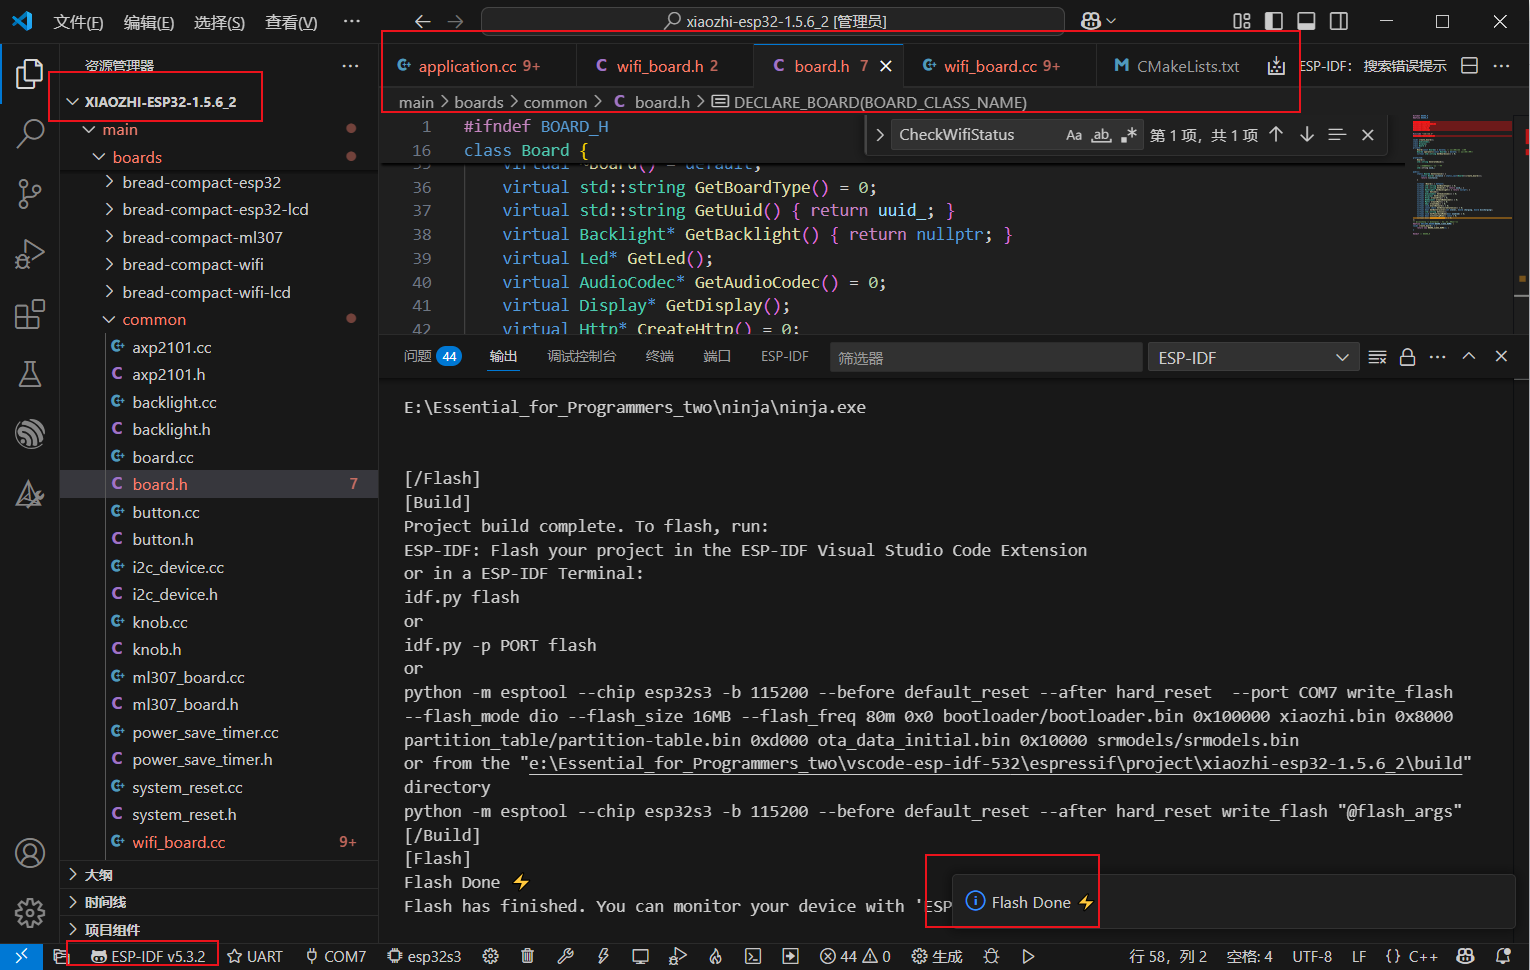 文件(F) 编辑(E) 选择(S) 查看(V) ··· xiaozhi-esp32-1.5.6_2 [管理员]
资源管理器 ···
XIAOZHI-ESP32-1.5.6_2
main
boards
bread-compact-esp32
bread-compact-esp32-lcd
bread-compact-ml307
bread-compact-wifi
bread-compact-wifi-lcd
common
axp2101.cc
axp2101.h
backlight.cc
backlight.h
board.cc
board.h 7
button.cc
button.h
i2c_device.cc
i2c_device.h
knob.cc
knob.h
ml307_board.cc
ml307_board.h
power_save_timer.cc
power_save_timer.h
system_reset.cc
system_reset.h
wifi_board.cc 9+
大纲
时间线
项目组件
application.cc 9+ wifi_board.h 2 board.h 7 wifi_board.cc 9+ CMakeLists.txt ESP-IDF: 搜索错误提示 ···
main > boards > common > C board.h > DECLARE_BOARD(BOARD_CLASS_NAME)
CheckWifiStatus Aa ab 第 1 项，共 1 项
1 #ifndef BOARD_H
16 class Board {
35 virtual ~Board() = default;
36 virtual std::string GetBoardType() = 0;
37 virtual std::string GetUuid() { return uuid_; }
38 virtual Backlight* GetBacklight() { return nullptr; }
39 virtual Led* GetLed();
40 virtual AudioCodec* GetAudioCodec() = 0;
41 virtual Display* GetDisplay();
42 virtual Http* CreateHttp() = 0;
问题 44 输出 调试控制台 终端 端口 ESP-IDF 筛选器 ESP-IDF
E:\Essential_for_Programmers_two\ninja\ninja.exe
[/Flash]
[Build]
Project build complete. To flash, run:
ESP-IDF: Flash your project in the ESP-IDF Visual Studio Code Extension
or in a ESP-IDF Terminal:
idf.py flash
or
idf.py -p PORT flash
or
python -m esptool --chip esp32s3 -b 115200 --before default_reset --after hard_reset  --port COM7 write_flash
--flash_mode dio --flash_size 16MB --flash_freq 80m 0x0 bootloader/bootloader.bin 0x100000 xiaozhi.bin 0x8000
partition_table/partition-table.bin 0xd000 ota_data_initial.bin 0x10000 srmodels/srmodels.bin
or from the "e:\Essential_for_Programmers_two\vscode-esp-idf-532\espressif\project\xiaozhi-esp32-1.5.6_2\build"
directory
python -m esptool --chip esp32s3 -b 115200 --before default_reset --after hard_reset write_flash "@flash_args"
[/Build]
[Flash]
Flash Done ⚡
Flash has finished. You can monitor your device with 'ESP
Flash Done ⚡
ESP-IDF v5.3.2 UART COM7 esp32s3 44 0 生成 行 58，列 2 空格: 4 UTF-8 LF {} C++